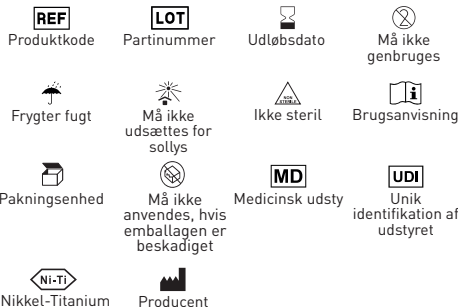 REF
Produktkode
LOT
Partinummer
Udløbsdato
Må ikke
genbruges
Frygter fugt
Må ikke
udsættes for
sollys
NON
STERILE
Ikke steril
Brugsanvisning
Pakningsenhed
Må ikke
anvendes, hvis
emballagen er
beskadiget
MD
Medicinsk udsty
UDI
Unik
identifikation af
udstyret
Ni-Ti
Nikkel-Titanium
Producent